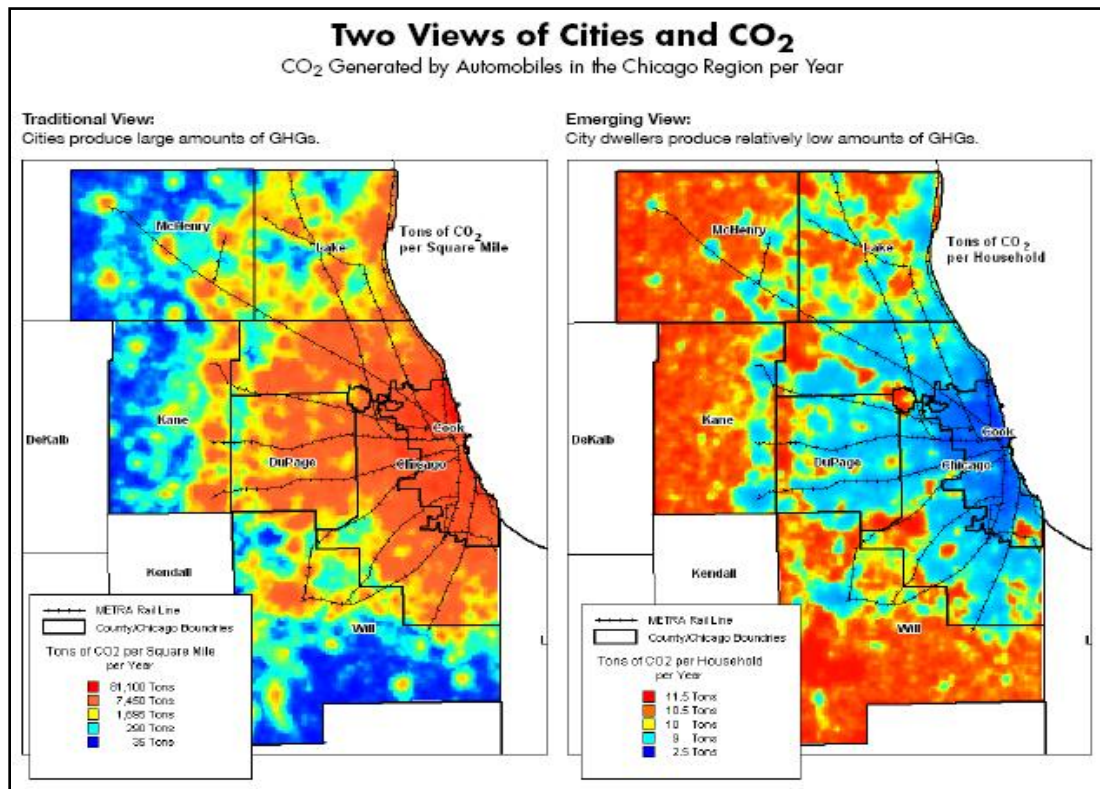 Two Views of Cities and CO2
CO2 Generated by Automobiles in the Chicago Region per Year
Traditional View:
Cities produce large amounts of GHGs.
McHenry
Lake
Tons of CO2
per Square Mile
Kane
DeKalb
Cook
DuPage
Chicago
Kendall
Will
METRA Rail Line
County/Chicago Boundries
Tons of CO2 per Square Mile
per Year
81,100 Tons
7,450 Tons
1,695 Tons
290 Tons
35 Tons
Emerging View:
City dwellers produce relatively low amounts of GHGs.
McHenry
Lake
Tons of CO2
per Household
Kane
DeKalb
Cook
DuPage
Chicago
Kendall
Will
L
METRA Rail Line
County/Chicago Boundries
Tons of CO2 per Household
per Year
11.5 Tons
10.5 Tons
10 Tons
9 Tons
2.5 Tons